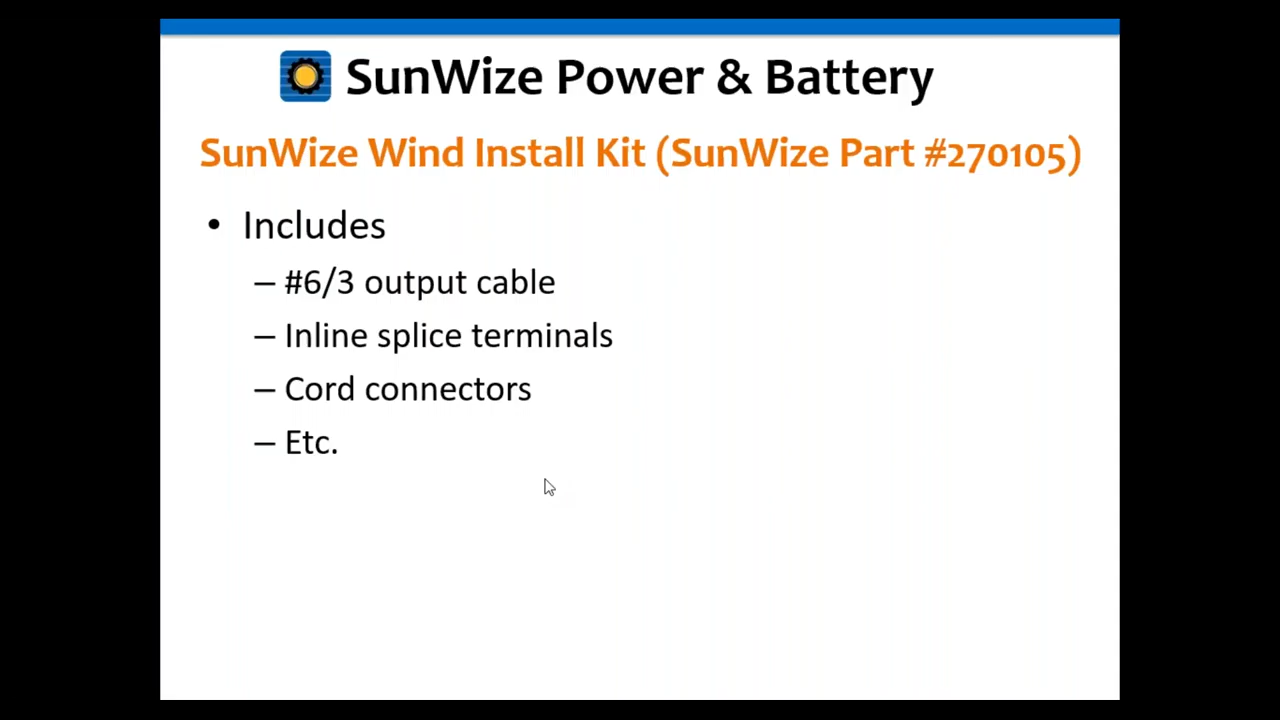 SunWize Power & Battery
SunWize Wind Install Kit (SunWize Part #270105)
• Includes
– #6/3 output cable
– Inline splice terminals
– Cord connectors
– Etc.